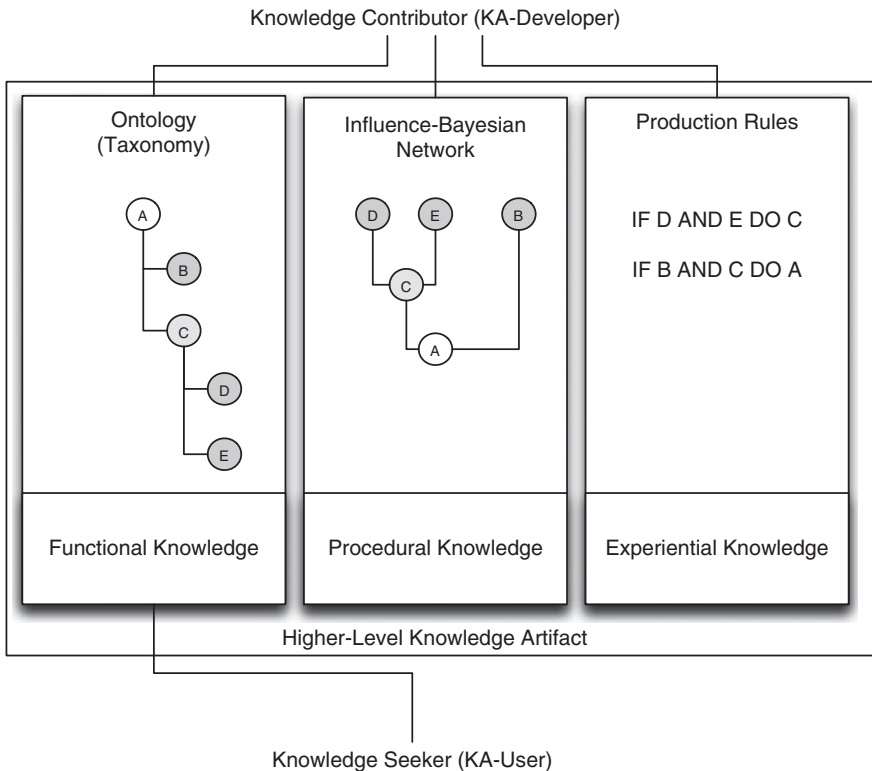 Knowledge Contributor (KA-Developer)
Ontology
(Taxonomy)
A
B
C
D
E
Functional Knowledge
Influence-Bayesian
Network
D
E
B
C
A
Procedural Knowledge
Production Rules
IF D AND E DO C
IF B AND C DO A
Experiential Knowledge
Higher-Level Knowledge Artifact
Knowledge Seeker (KA-User)